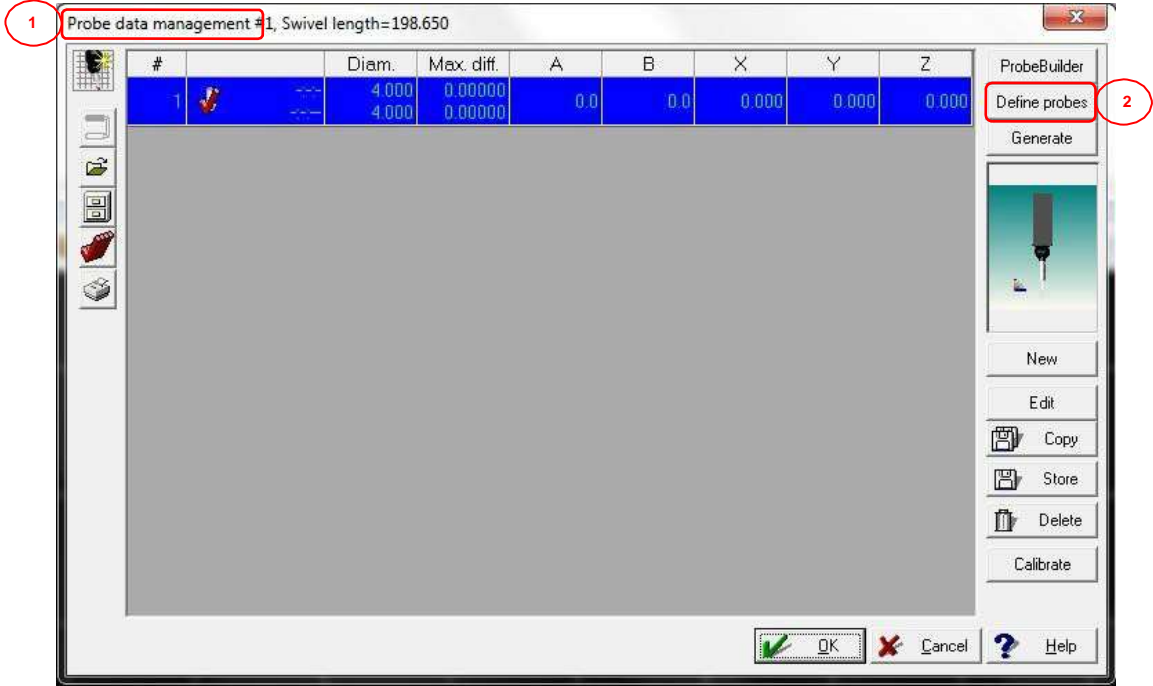 1
Probe data management #1, Swivel length=198.650
# Diam. Max. diff. A B X Y Z
1 -.-.- 4.000 0.00000 0.0 0.0 0.000 0.000 0.000
-.-.-- 4.000 0.00000
ProbeBuilder
Define probes 2
Generate
New
Edit
Copy
Store
Delete
Calibrate
OK Cancel Help